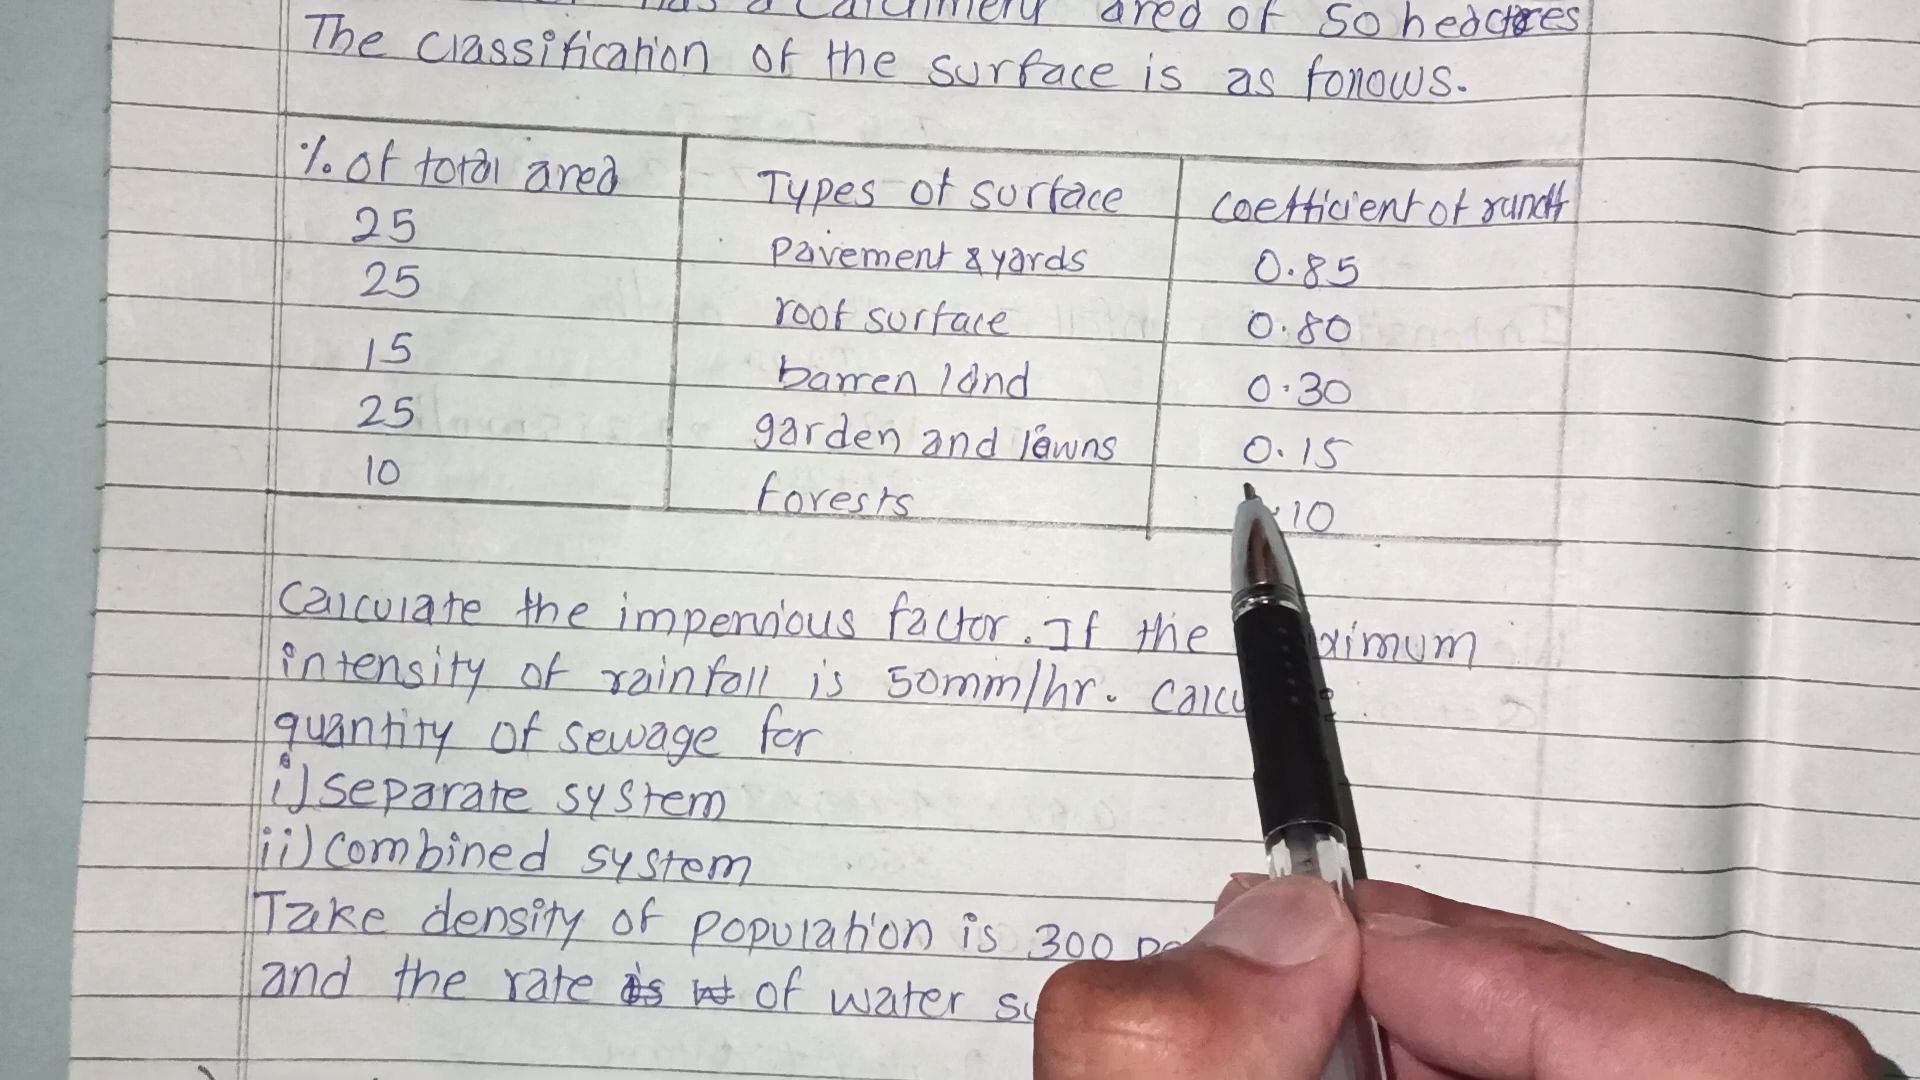 has a catchment area of 50 hectares
The classification of the surface is as follows.
% of total area Types of surface coefficient of runoff
25 pavement & yards 0.85
25 roof surface 0.80
15 barren land 0.30
25 garden and lawns 0.15
10 forests .10
Calculate the impervious factor. If the ximum
intensity of rainfall is 50mm/hr. Calcu
quantity of sewage for
i) separate system
ii) combined system
Take density of population is 300
and the rate of water